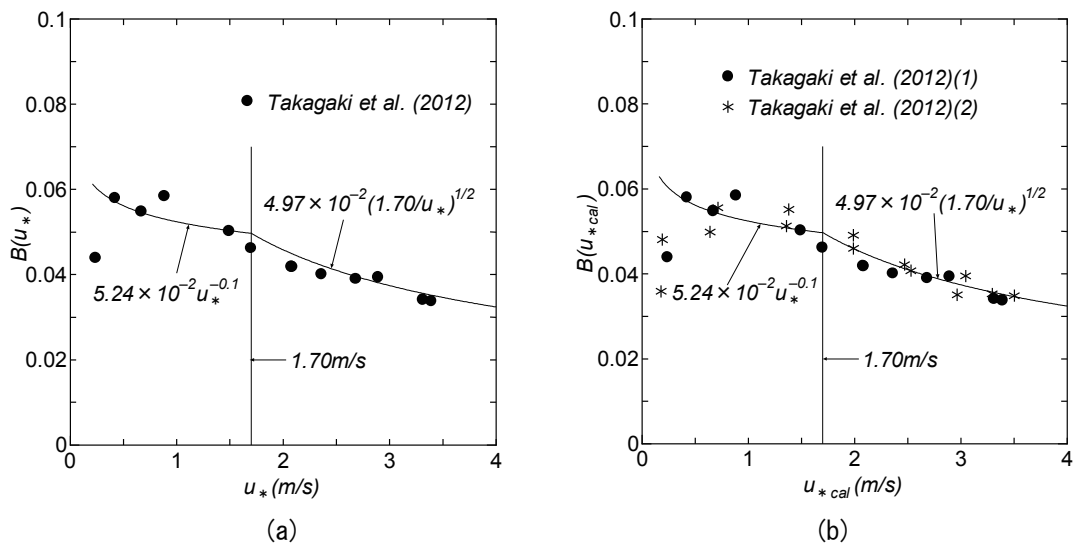 0.1
0.08
0.06
0.04
0.02
0
B(u*)
Takagaki et al. (2012)
4.97×10⁻²(1.70/u*)^1/2
5.24×10⁻²u*^−0.1
1.70m/s
0 1 2 3 4
u*(m/s)
(a)
0.1
0.08
0.06
0.04
0.02
0
B(u*cal)
Takagaki et al. (2012)(1)
Takagaki et al. (2012)(2)
4.97×10⁻²(1.70/u*)^1/2
5.24×10⁻²u*^−0.1
1.70m/s
0 1 2 3 4
u*cal(m/s)
(b)